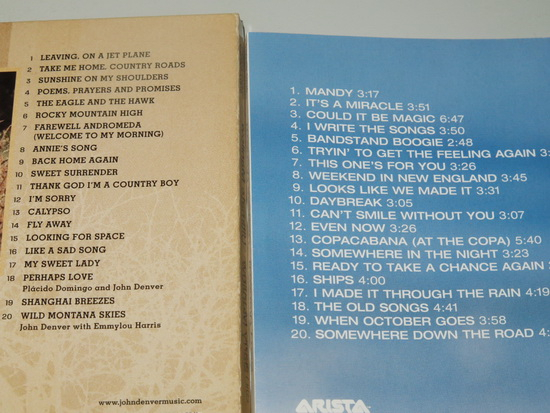 1 LEAVING, ON A JET PLANE
2 TAKE ME HOME, COUNTRY ROADS
3 SUNSHINE ON MY SHOULDERS
4 POEMS, PRAYERS AND PROMISES
5 THE EAGLE AND THE HAWK
6 ROCKY MOUNTAIN HIGH
7 FAREWELL ANDROMEDA
(WELCOME TO MY MORNING)
8 ANNIE'S SONG
9 BACK HOME AGAIN
10 SWEET SURRENDER
11 THANK GOD I'M A COUNTRY BOY
12 I'M SORRY
13 CALYPSO
14 FLY AWAY
15 LOOKING FOR SPACE
16 LIKE A SAD SONG
17 MY SWEET LADY
18 PERHAPS LOVE
Plácido Domingo and John Denver
19 SHANGHAI BREEZES
20 WILD MONTANA SKIES
John Denver with Emmylou Harris
www.johndenvermusic.com
1. MANDY 3:17
2. IT'S A MIRACLE 3:51
3. COULD IT BE MAGIC 6:47
4. I WRITE THE SONGS 3:50
5. BANDSTAND BOOGIE 2:48
6. TRYIN' TO GET THE FEELING AGAIN
7. THIS ONE'S FOR YOU 3:26
8. WEEKEND IN NEW ENGLAND 3:45
9. LOOKS LIKE WE MADE IT 3:31
10. DAYBREAK 3:05
11. CAN'T SMILE WITHOUT YOU 3:07
12. EVEN NOW 3:26
13. COPACABANA (AT THE COPA) 5:40
14. SOMEWHERE IN THE NIGHT 3:23
15. READY TO TAKE A CHANCE AGAIN
16. SHIPS 4:00
17. I MADE IT THROUGH THE RAIN 4:19
18. THE OLD SONGS 4:41
19. WHEN OCTOBER GOES 3:58
20. SOMEWHERE DOWN THE ROAD
ARISTA